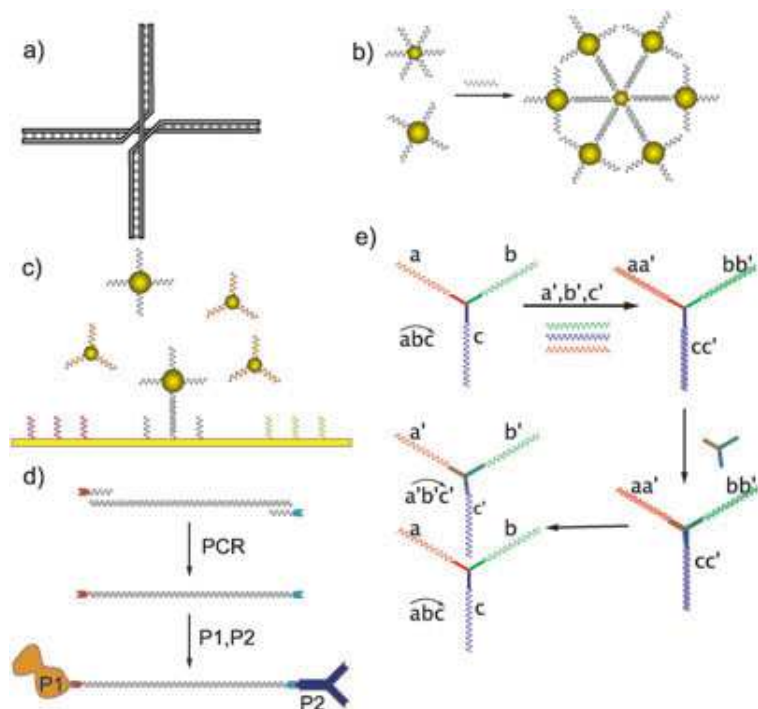 a)
b)
c)
d)
PCR
P1,P2
P1
P2
e)
a b
c
abc
a',b',c'
aa' bb'
cc'
aa' bb'
cc'
a' b'
a'b'c' c'
a b
c
abc